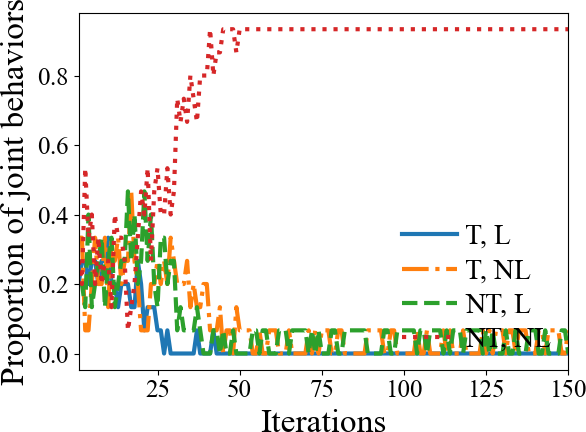 Proportion of joint behaviors
0.8
0.6
0.4
0.2
0.0
T, L
T, NL
NT, L
NT, NL
25
50
75
100
125
150
Iterations